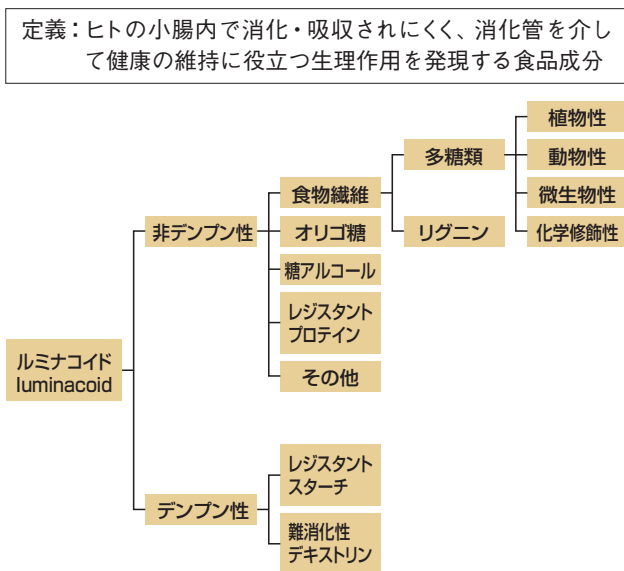 定義：ヒトの小腸内で消化・吸収されにくく、消化管を介し
て健康の維持に役立つ生理作用を発現する食品成分
植物性
多糖類
動物性
食物繊維
微生物性
非デンプン性
オリゴ糖
リグニン
化学修飾性
糖アルコール
レジスタント
プロテイン
ルミナコイド
luminacoid
その他
レジスタント
スターチ
デンプン性
難消化性
デキストリン